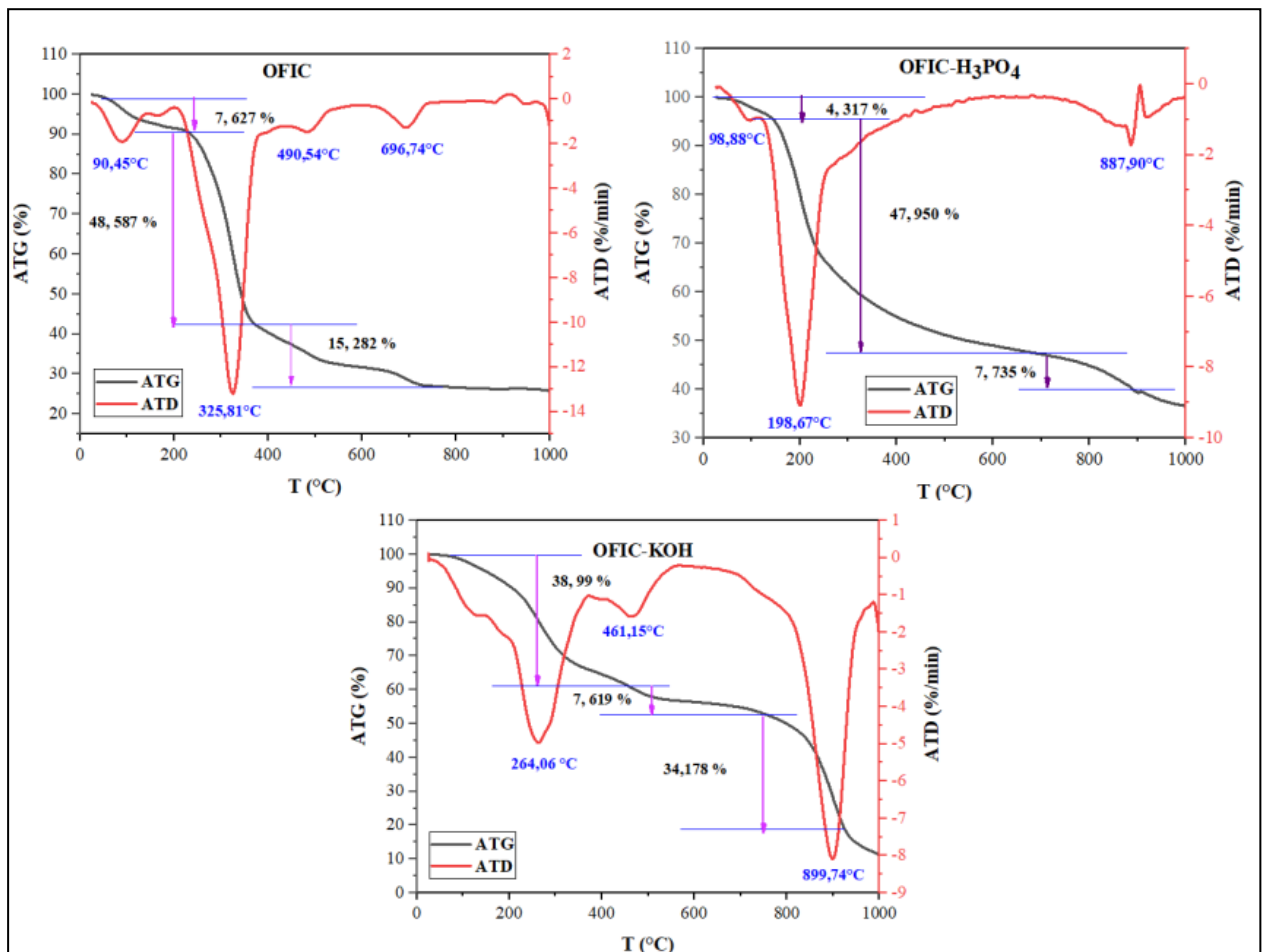 OFIC
ATG (%)
110
100
90
80
70
60
50
40
30
20
7, 627 %
90,45°C
490,54°C
696,74°C
48, 587 %
15, 282 %
325,81°C
ATG
ATD
0
200
400
600
800
1000
T (°C)
2
0
-2
-4
-6
-8
-10
-12
-14
ATD (%/min)
OFIC-H₃PO₄
ATG (%)
110
100
90
80
70
60
50
40
30
4, 317 %
98,88°C
887,90°C
47, 950 %
7, 735 %
198,67°C
ATG
ATD
0
200
400
600
800
1000
T (°C)
0
-2
-4
-6
-8
-10
ATD (%/min)
OFIC-KOH
ATG (%)
110
100
90
80
70
60
50
40
30
20
10
0
38, 99 %
461,15°C
7, 619 %
264,06 °C
34,178 %
899,74°C
ATG
ATD
0
200
400
600
800
1000
T (°C)
1
0
-1
-2
-3
-4
-5
-6
-7
-8
-9
ATD (%/min)